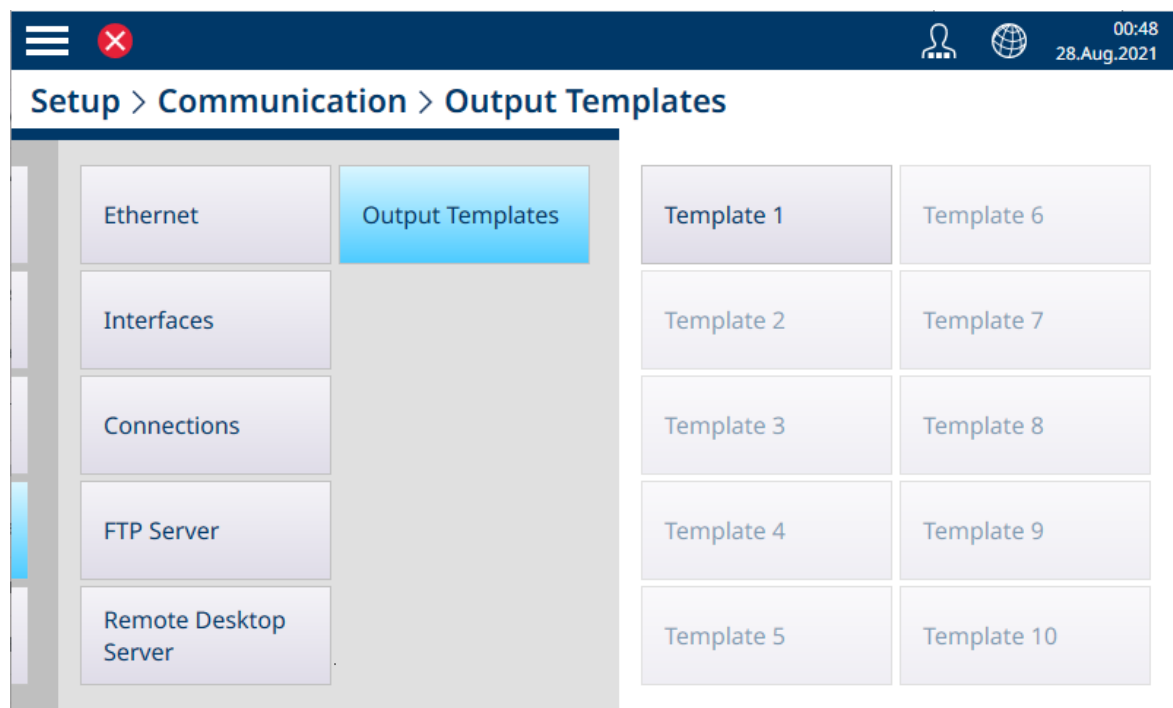 00:48
28.Aug.2021
Setup > Communication > Output Templates
Ethernet
Output Templates
Template 1
Template 6
Interfaces
Template 2
Template 7
Connections
Template 3
Template 8
FTP Server
Template 4
Template 9
Remote Desktop
Server
Template 5
Template 10